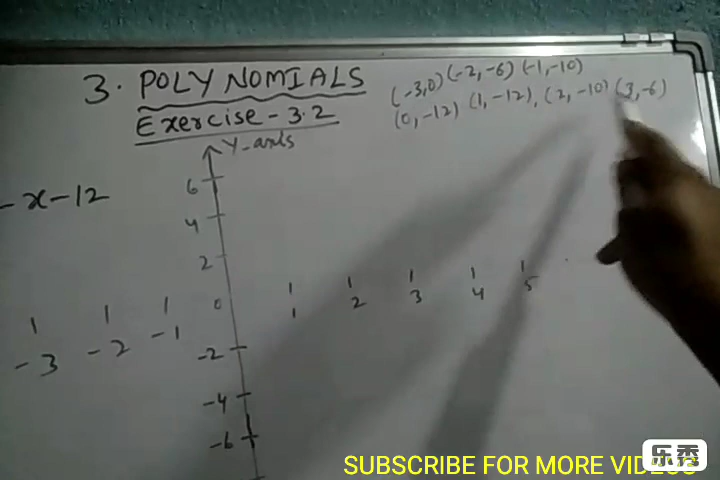 3. POLYNOMIALS
Exercise-3.2
(-3,0) (-2,-6) (-1,-10)
(0,-12) (1,-12), (2,-10) (3,-6)
Y-axis
-x-12
6
4
2
0
1 2 3 4 5
-3 -2 -1
-2
-4
-6
SUBSCRIBE FOR MORE VIDEOS
乐秀